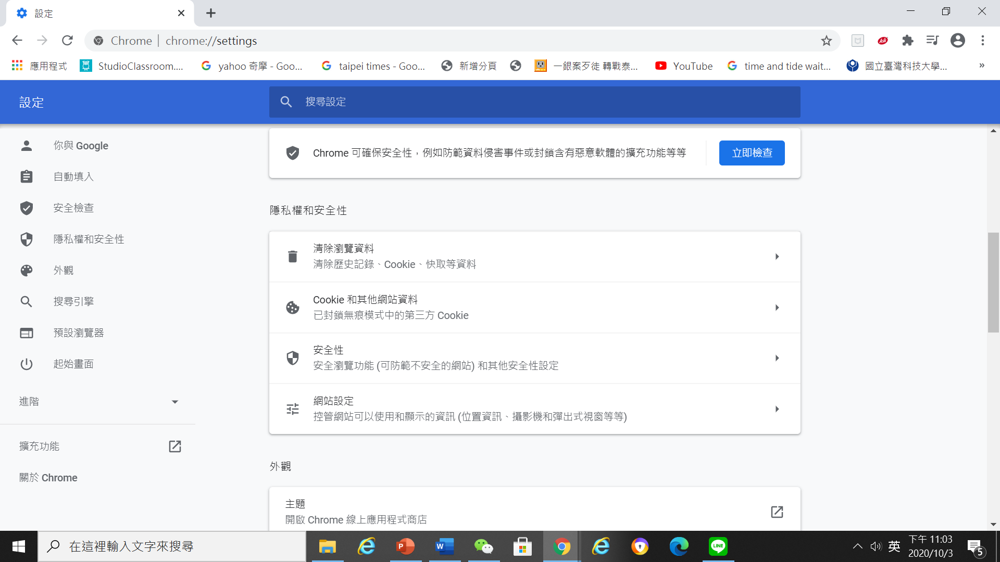 設定
Chrome | chrome://settings
Ask
應用程式
StudioClassroom....
yahoo 奇摩 - Goo...
taipei times - Goo...
新增分頁
一銀案歹徒 轉戰泰...
YouTube
time and tide wait...
國立臺灣科技大學...
»
設定
搜尋設定
你與 Google
自動填入
安全檢查
隱私權和安全性
外觀
搜尋引擎
預設瀏覽器
起始畫面
進階
擴充功能
關於 Chrome
Chrome 可確保安全性，例如防範資料侵害事件或封鎖含有惡意軟體的擴充功能等等
立即檢查
隱私權和安全性
清除瀏覽資料
清除歷史記錄、Cookie、快取等資料
Cookie 和其他網站資料
已封鎖無痕模式中的第三方 Cookie
安全性
安全瀏覽功能 (可防範不安全的網站) 和其他安全性設定
網站設定
控管網站可以使用和顯示的資訊 (位置資訊、攝影機和彈出式視窗等等)
外觀
主題
開啟 Chrome 線上應用程式商店
在這裡輸入文字來搜尋
P
W
LINE
英
下午 11:03
2020/10/3
5